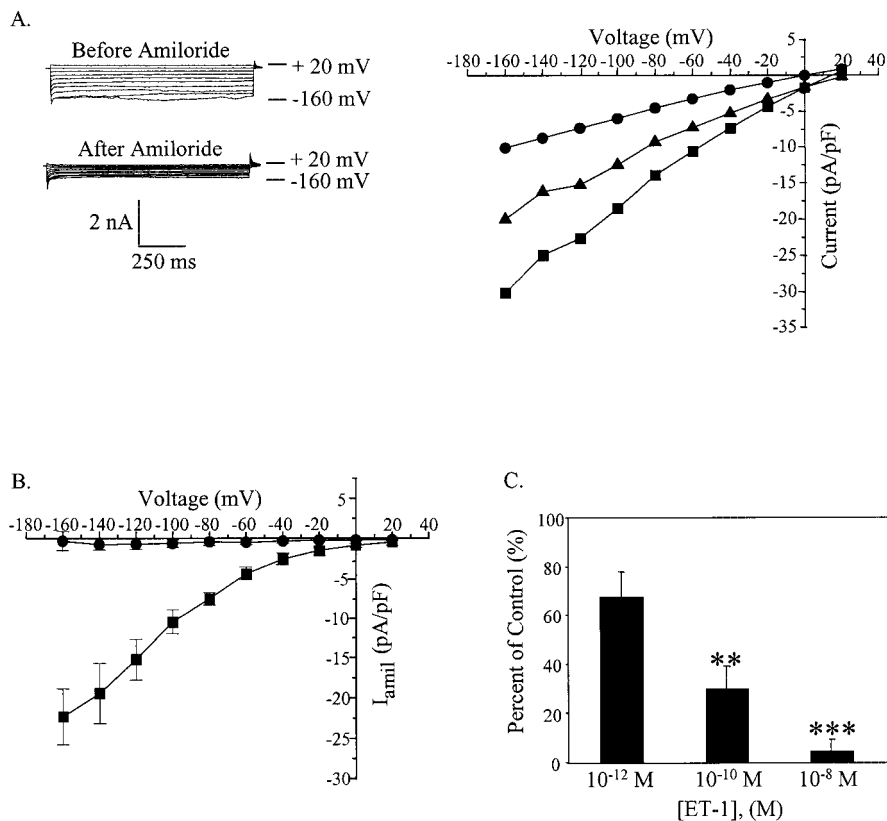 A.
Before Amiloride
+ 20 mV
-160 mV
After Amiloride
+ 20 mV
-160 mV
2 nA
250 ms
Voltage (mV)
-180 -160 -140 -120 -100 -80 -60 -40 -20 20 40
5
-5
-10
-15
-20
-25
-30
-35
Current (pA/pF)
B.
Voltage (mV)
-180 -160 -140 -120 -100 -80 -60 -40 -20 20 40
5
-5
-10
-15
-20
-25
-30
I_amil (pA/pF)
C.
Percent of Control (%)
100
80
60
40
20
0
**
***
10⁻¹² M 10⁻¹⁰ M 10⁻⁸ M
[ET-1], (M)